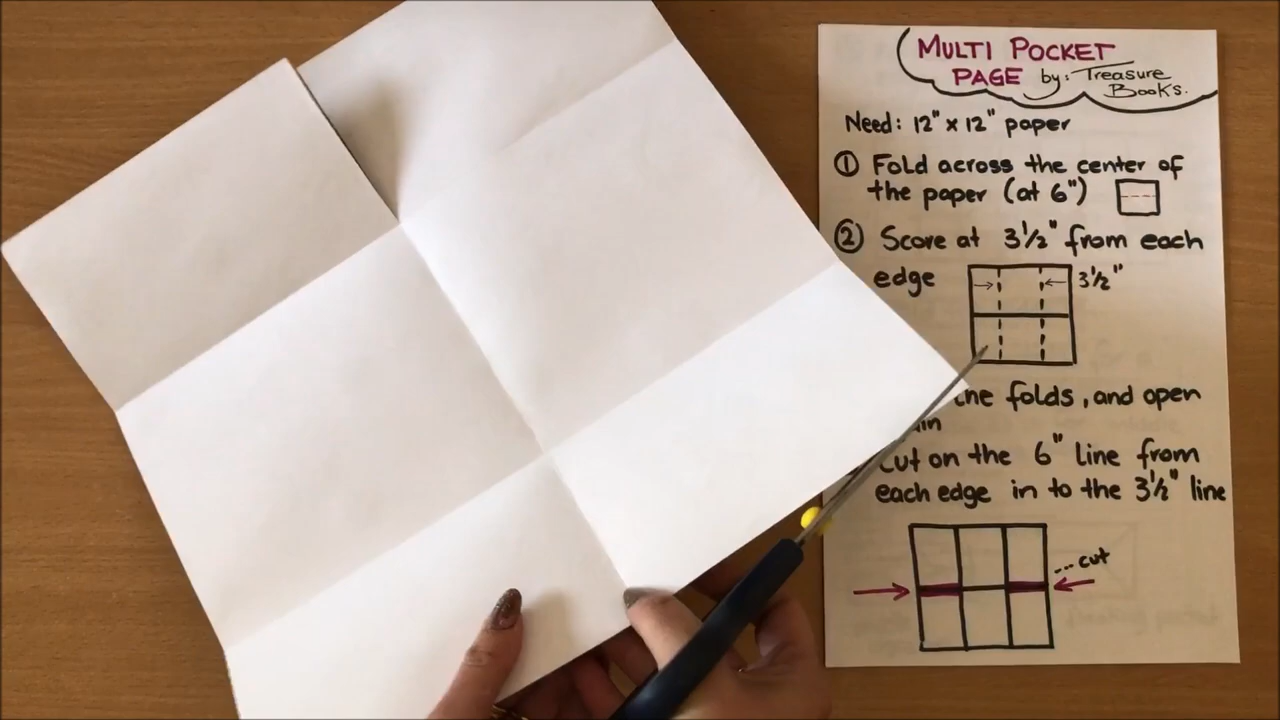 MULTI POCKET
PAGE by: Treasure
Books.
Need: 12" x 12" paper
① Fold across the center of
the paper (at 6")
② Score at 3½" from each
edge
3½"
the folds, and open
cut on the 6" line from
each edge in to the 3½" line
... cut